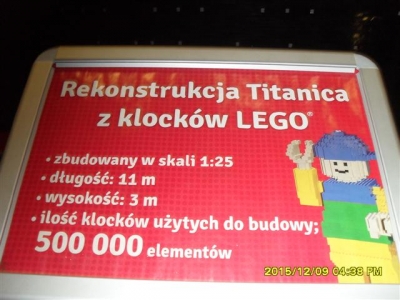 Rekonstrukcja Titanica
z klocków LEGO®
• zbudowany w skali 1:25
• długość: 11 m
• wysokość: 3 m
• ilość klocków użytych do budowy;
500 000 elementów
2015/12/09 04:38 PM